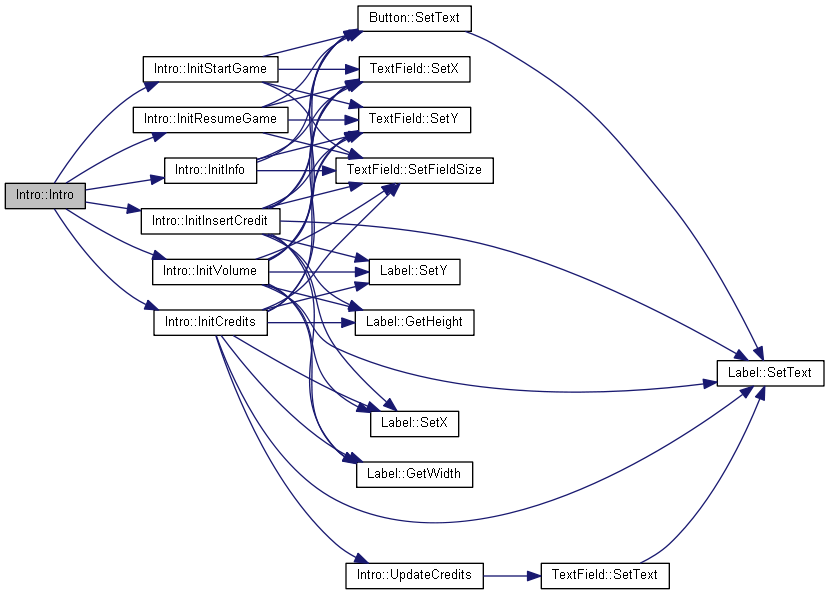 Button::SetText
Intro::InitStartGame
TextField::SetX
Intro::InitResumeGame
TextField::SetY
Intro::InitInfo
TextField::SetFieldSize
Intro::Intro
Intro::InitInsertCredit
Intro::InitVolume
Label::SetY
Intro::InitCredits
Label::GetHeight
Label::SetText
Label::SetX
Label::GetWidth
Intro::UpdateCredits
TextField::SetText